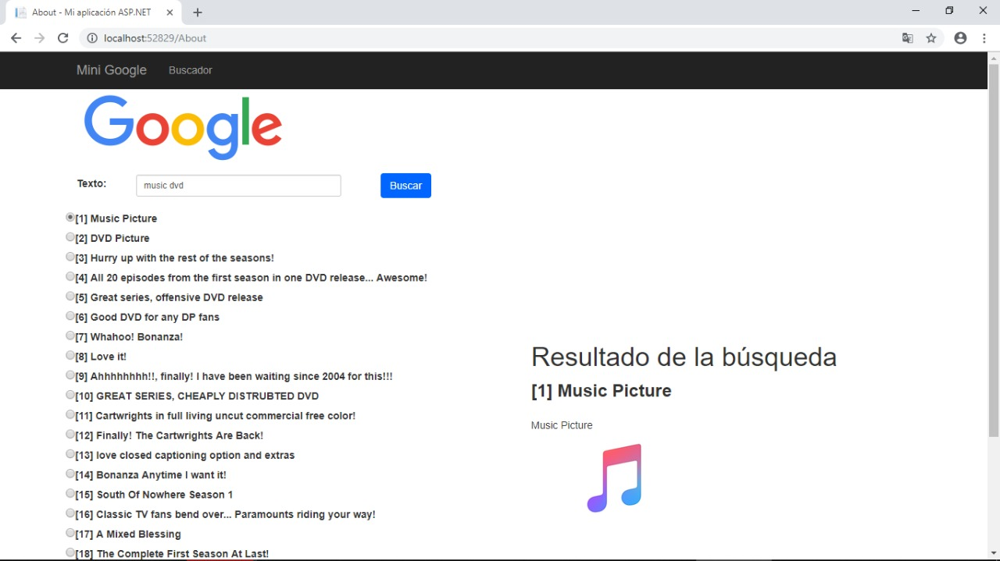 About - Mi aplicación ASP.NET
localhost:52829/About
Mini Google Buscador
Google
Texto: music dvd Buscar
[1] Music Picture
[2] DVD Picture
[3] Hurry up with the rest of the seasons!
[4] All 20 episodes from the first season in one DVD release... Awesome!
[5] Great series, offensive DVD release
[6] Good DVD for any DP fans
[7] Whahoo! Bonanza!
[8] Love it!
[9] Ahhhhhhhh!!, finally! I have been waiting since 2004 for this!!!
[10] GREAT SERIES, CHEAPLY DISTRUBTED DVD
[11] Cartwrights in full living uncut commercial free color!
[12] Finally! The Cartwrights Are Back!
[13] love closed captioning option and extras
[14] Bonanza Anytime I want it!
[15] South Of Nowhere Season 1
[16] Classic TV fans bend over... Paramounts riding your way!
[17] A Mixed Blessing
[18] The Complete First Season At Last!
Resultado de la búsqueda
[1] Music Picture
Music Picture